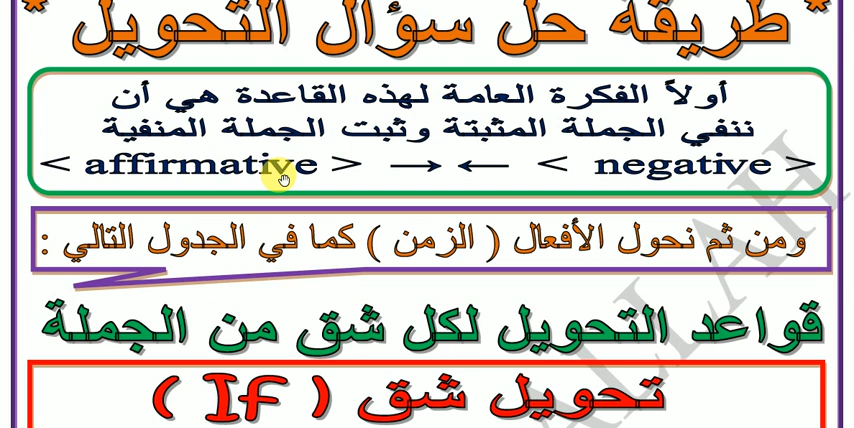 * طريقة حل سؤال التحويل *
أولاً الفكرة العامة لهذه القاعدة هي أن
ننفي الجملة المثبتة وثبت الجملة المنفية
< affirmative > → ← < negative >
ومن ثم نحول الأفعال ( الزمن ) كما في الجدول التالي :
قواعد التحويل لكل شق من الجملة
تحويل شق ( If )
ALLAH